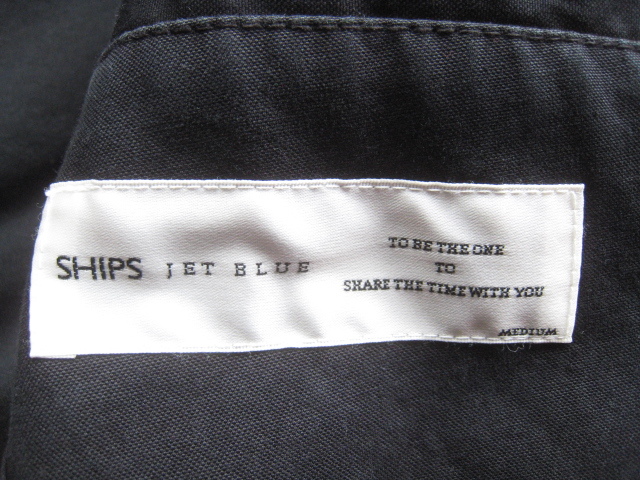 SHIPS JET BLUE
TO BE THE ONE
TO
SHARE THE TIME WITH YOU
MEDIUM